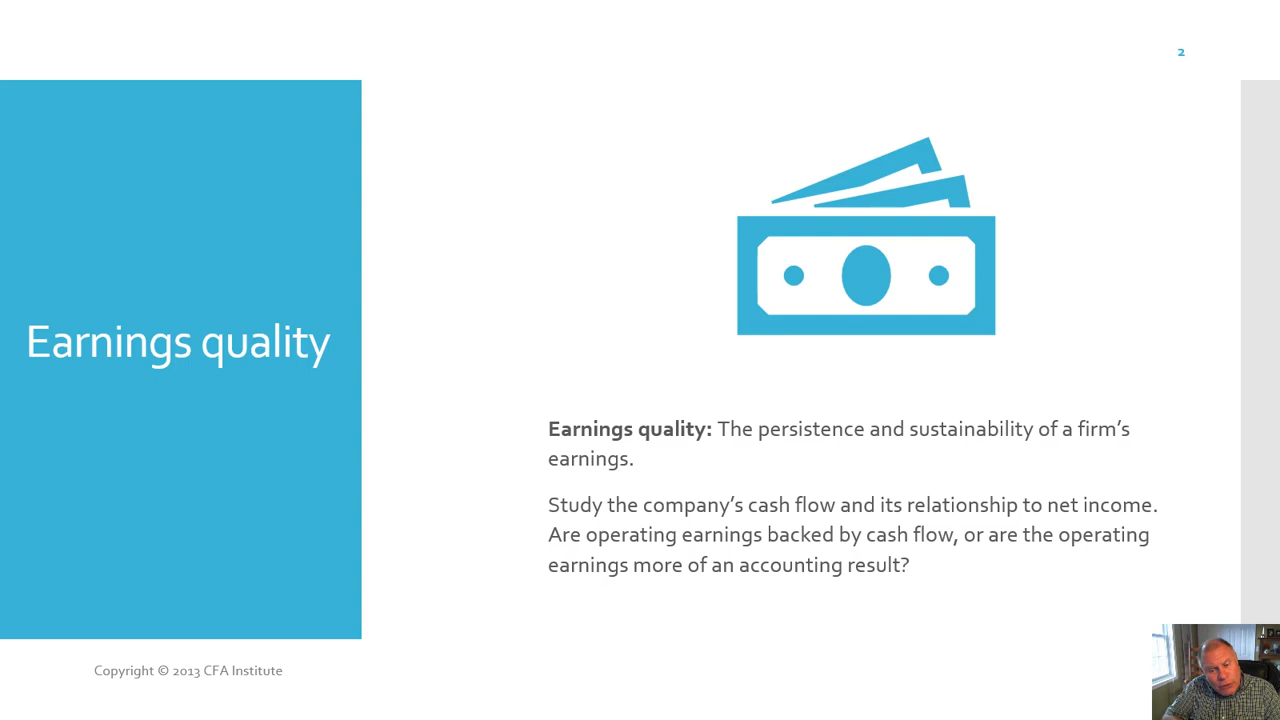 2
Earnings quality
Earnings quality: The persistence and sustainability of a firm’s
earnings.
Study the company’s cash flow and its relationship to net income.
Are operating earnings backed by cash flow, or are the operating
earnings more of an accounting result?
Copyright © 2013 CFA Institute